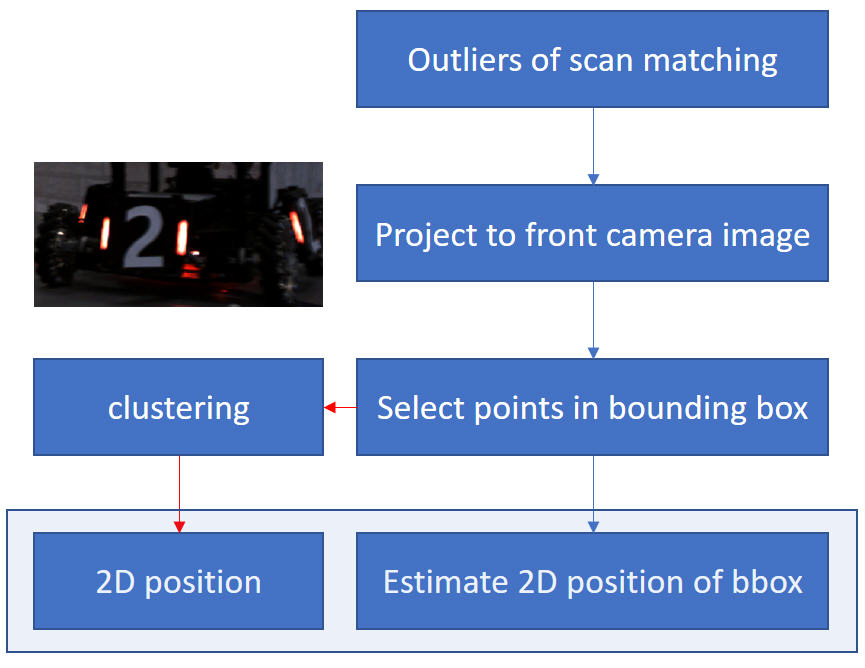 Outliers of scan matching
Project to front camera image
2
clustering
Select points in bounding box
2D position
Estimate 2D position of bbox